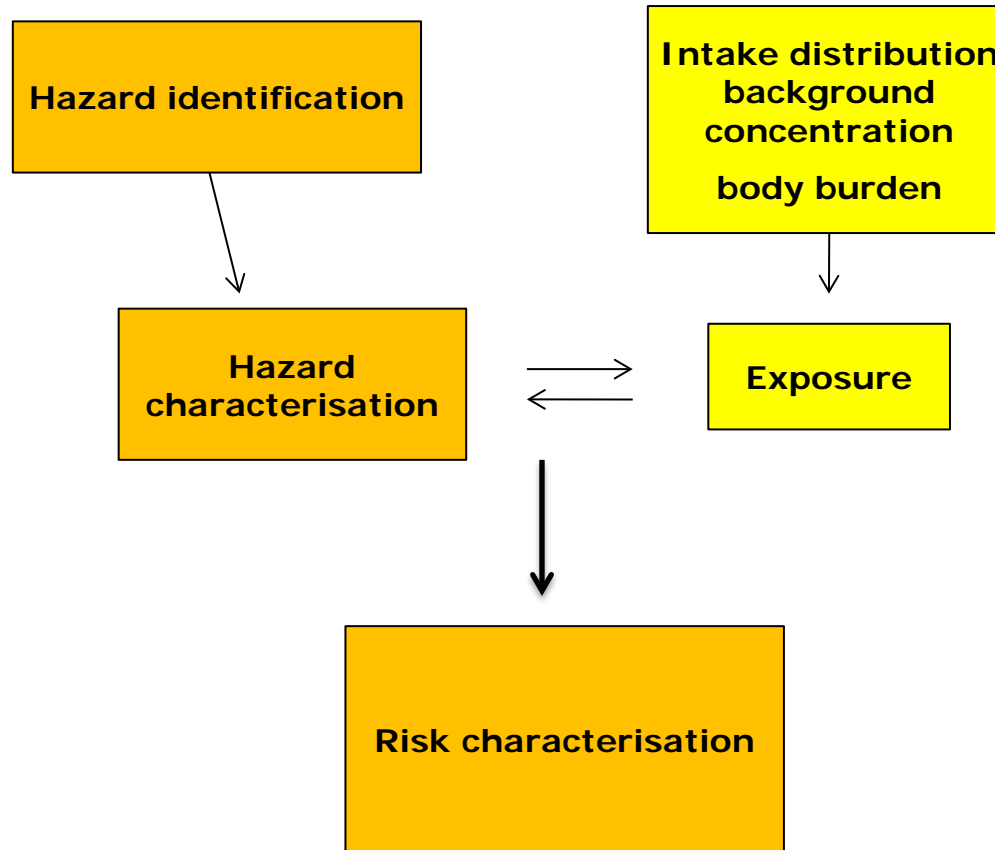 Hazard identification
Intake distribution
background
concentration
body burden
Hazard
characterisation
Exposure
Risk characterisation